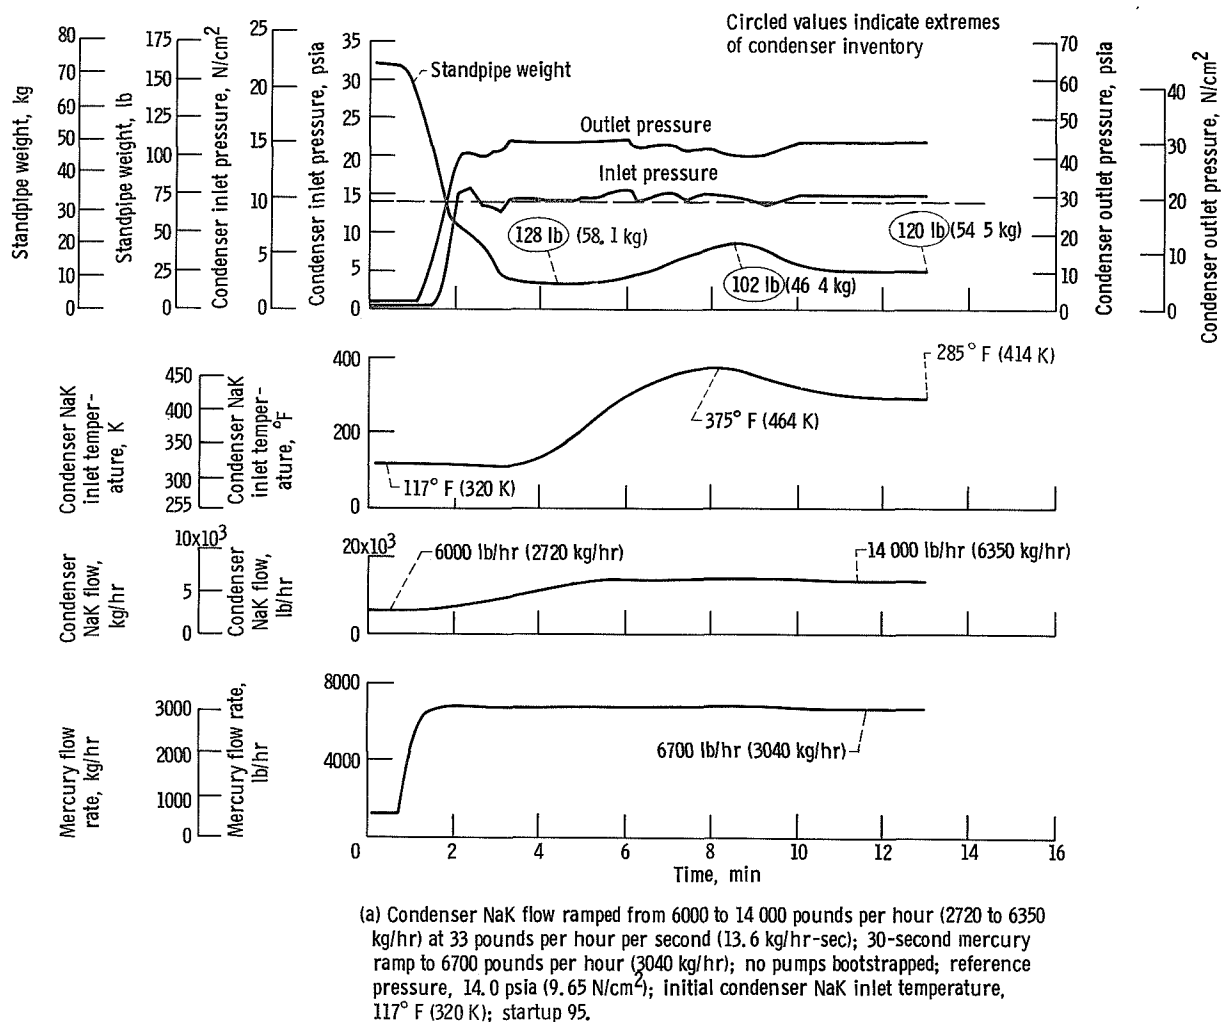 Circled values indicate extremes
of condenser inventory
Standpipe weight, kg
80
70
60
50
40
30
20
10
0
Standpipe weight, lb
175
150
125
100
75
50
25
0
Condenser inlet pressure, N/cm2
25
20
15
10
5
0
Condenser inlet pressure, psia
35
30
25
20
15
10
5
0
Standpipe weight
Outlet pressure
Inlet pressure
128 lb (58. 1 kg)
102 lb (46 4 kg)
120 lb (54 5 kg)
70
60
50
40
30
20
10
0
Condenser outlet pressure, psia
40
30
20
10
0
Condenser outlet pressure, N/cm2
Condenser NaK
inlet temper-
ature, K
450
400
350
300
255
Condenser NaK
inlet temper-
ature, °F
400
200
0
117° F (320 K)
375° F (464 K)
285° F (414 K)
Condenser
NaK flow,
kg/hr
10x103
5
0
Condenser
NaK flow,
lb/hr
20x103
0
6000 lb/hr (2720 kg/hr)
14 000 lb/hr (6350 kg/hr)
Mercury flow
rate, kg/hr
3000
2000
1000
0
Mercury flow rate,
lb/hr
8000
4000
6700 lb/hr (3040 kg/hr)
0 2 4 6 8 10 12 14 16
Time, min
(a) Condenser NaK flow ramped from 6000 to 14 000 pounds per hour (2720 to 6350
kg/hr) at 33 pounds per hour per second (13. 6 kg/hr-sec); 30-second mercury
ramp to 6700 pounds per hour (3040 kg/hr); no pumps bootstrapped; reference
pressure, 14. 0 psia (9. 65 N/cm2); initial condenser NaK inlet temperature,
117° F (320 K); startup 95.